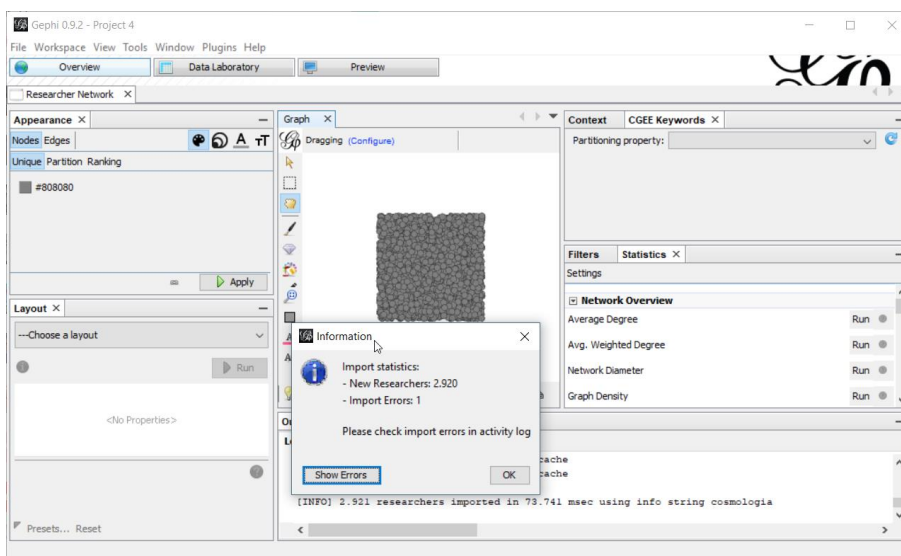 Gephi 0.9.2 - Project 4
File Workspace View Tools Window Plugins Help
Overview Data Laboratory Preview
Researcher Network
Appearance
Nodes Edges
Unique Partition Ranking
#808080
Apply
Layout
---Choose a layout
Run
<No Properties>
Presets... Reset
Graph
Dragging (Configure)
Context CGEE Keywords
Partitioning property:
Filters Statistics
Settings
Network Overview
Average Degree Run
Avg. Weighted Degree Run
Network Diameter Run
Graph Density Run
Information
Import statistics:
- New Researchers: 2.920
- Import Errors: 1
Please check import errors in activity log
Show Errors OK
cache
cache
[INFO] 2.921 researchers imported in 73.741 msec using info string cosmologia